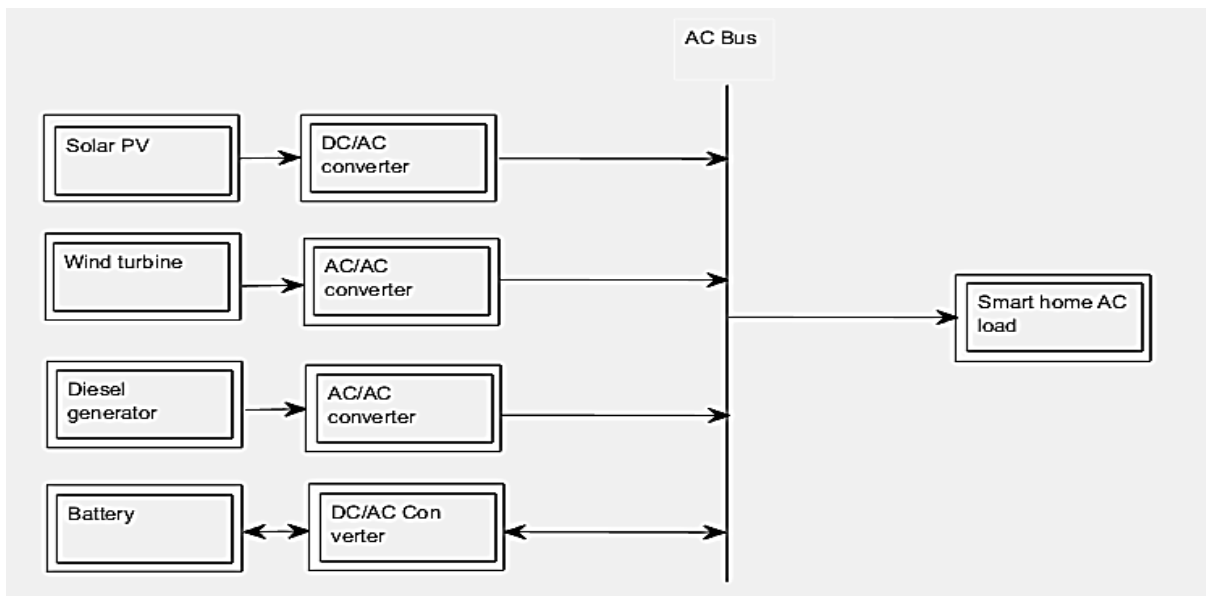 AC Bus
Solar PV
DC/AC
converter
Wind turbine
AC/AC
converter
Smart home AC
load
Diesel
generator
AC/AC
converter
Battery
DC/AC Con
verter